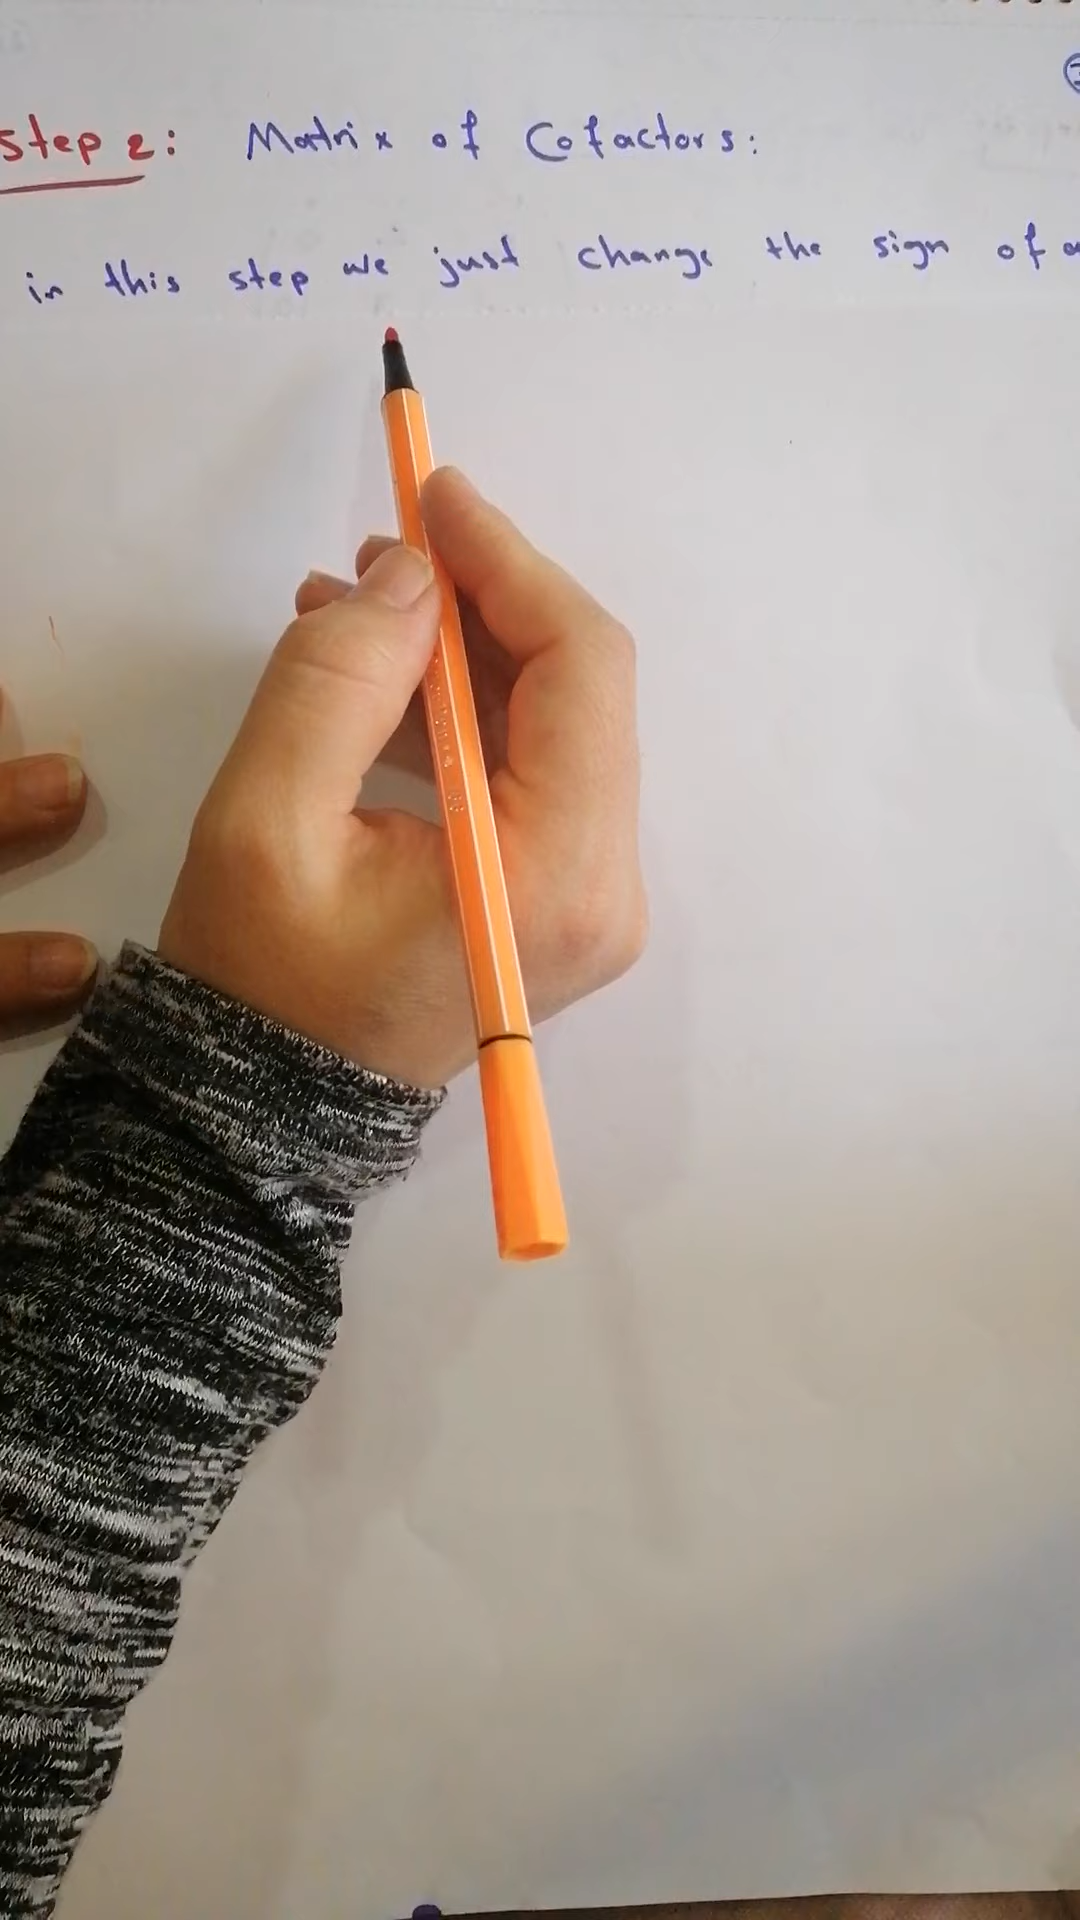 step 2: Matrix of Cofactors:
in this step we just change the sign of